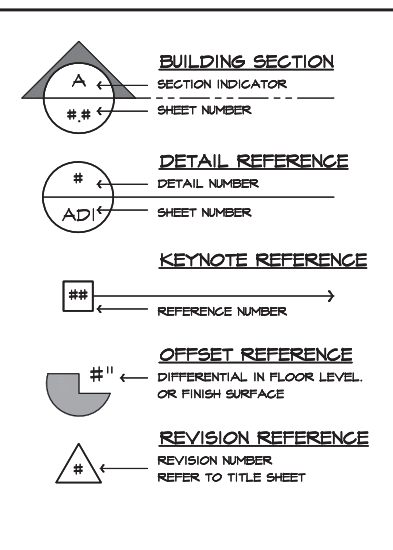 BUILDING SECTION
A
SECTION INDICATOR
#.#
SHEET NUMBER
DETAIL REFERENCE
#
DETAIL NUMBER
AD1
SHEET NUMBER
KEYNOTE REFERENCE
##
REFERENCE NUMBER
OFFSET REFERENCE
#"
DIFFERENTIAL IN FLOOR LEVEL.
OR FINISH SURFACE
REVISION REFERENCE
REVISION NUMBER
#
REFER TO TITLE SHEET